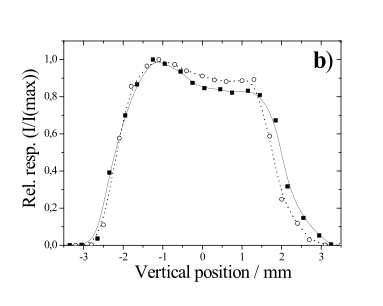 b)
Rel. resp. (I/I(max))
1,0
0,8
0,6
0,4
0,2
0,0
-3 -2 -1 0 1 2 3
Vertical position / mm